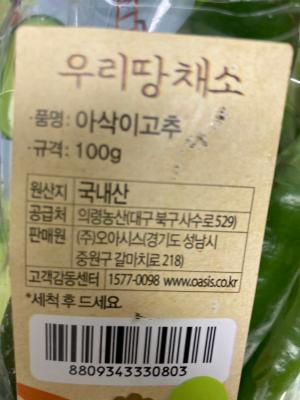 우리땅 채소
·품명 : 아삭이고추
·규격 : 100g
원산지 국내산
공급처 의령농산(대구 북구 사수로 529)
판매원 (주)오아시스(경기도 성남시
중원구 갈마치로 218)
고객감동센터 1577-0098 www.oasis.co.kr
*세척 후 드세요.
8809343330803